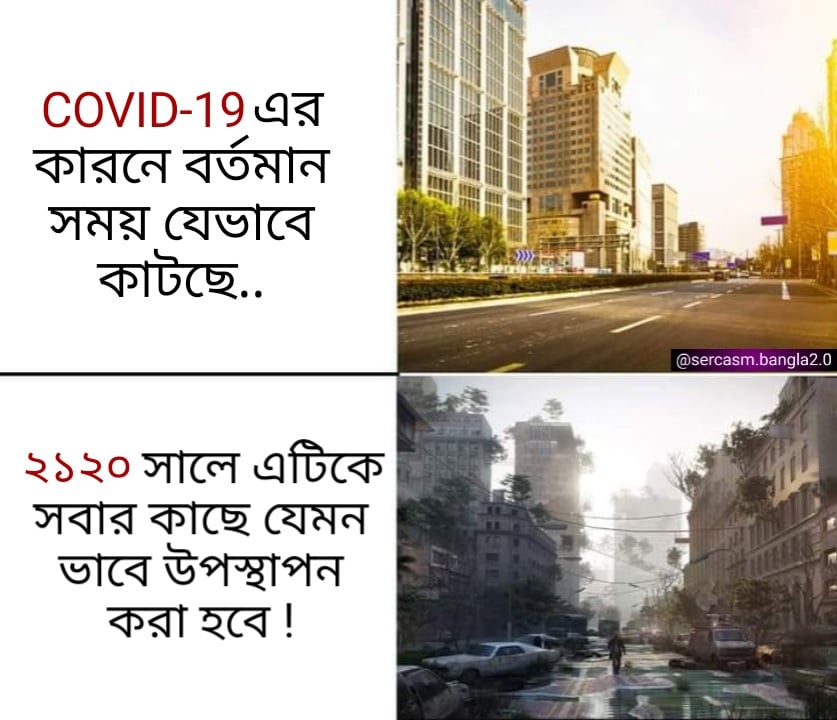 COVID-19 এর
কারনে বর্তমান
সময় যেভাবে
কাটছে..
@sercasm.bangla2.0
২১২০ সালে এটিকে
সবার কাছে যেমন
ভাবে উপস্থাপন
করা হবে !